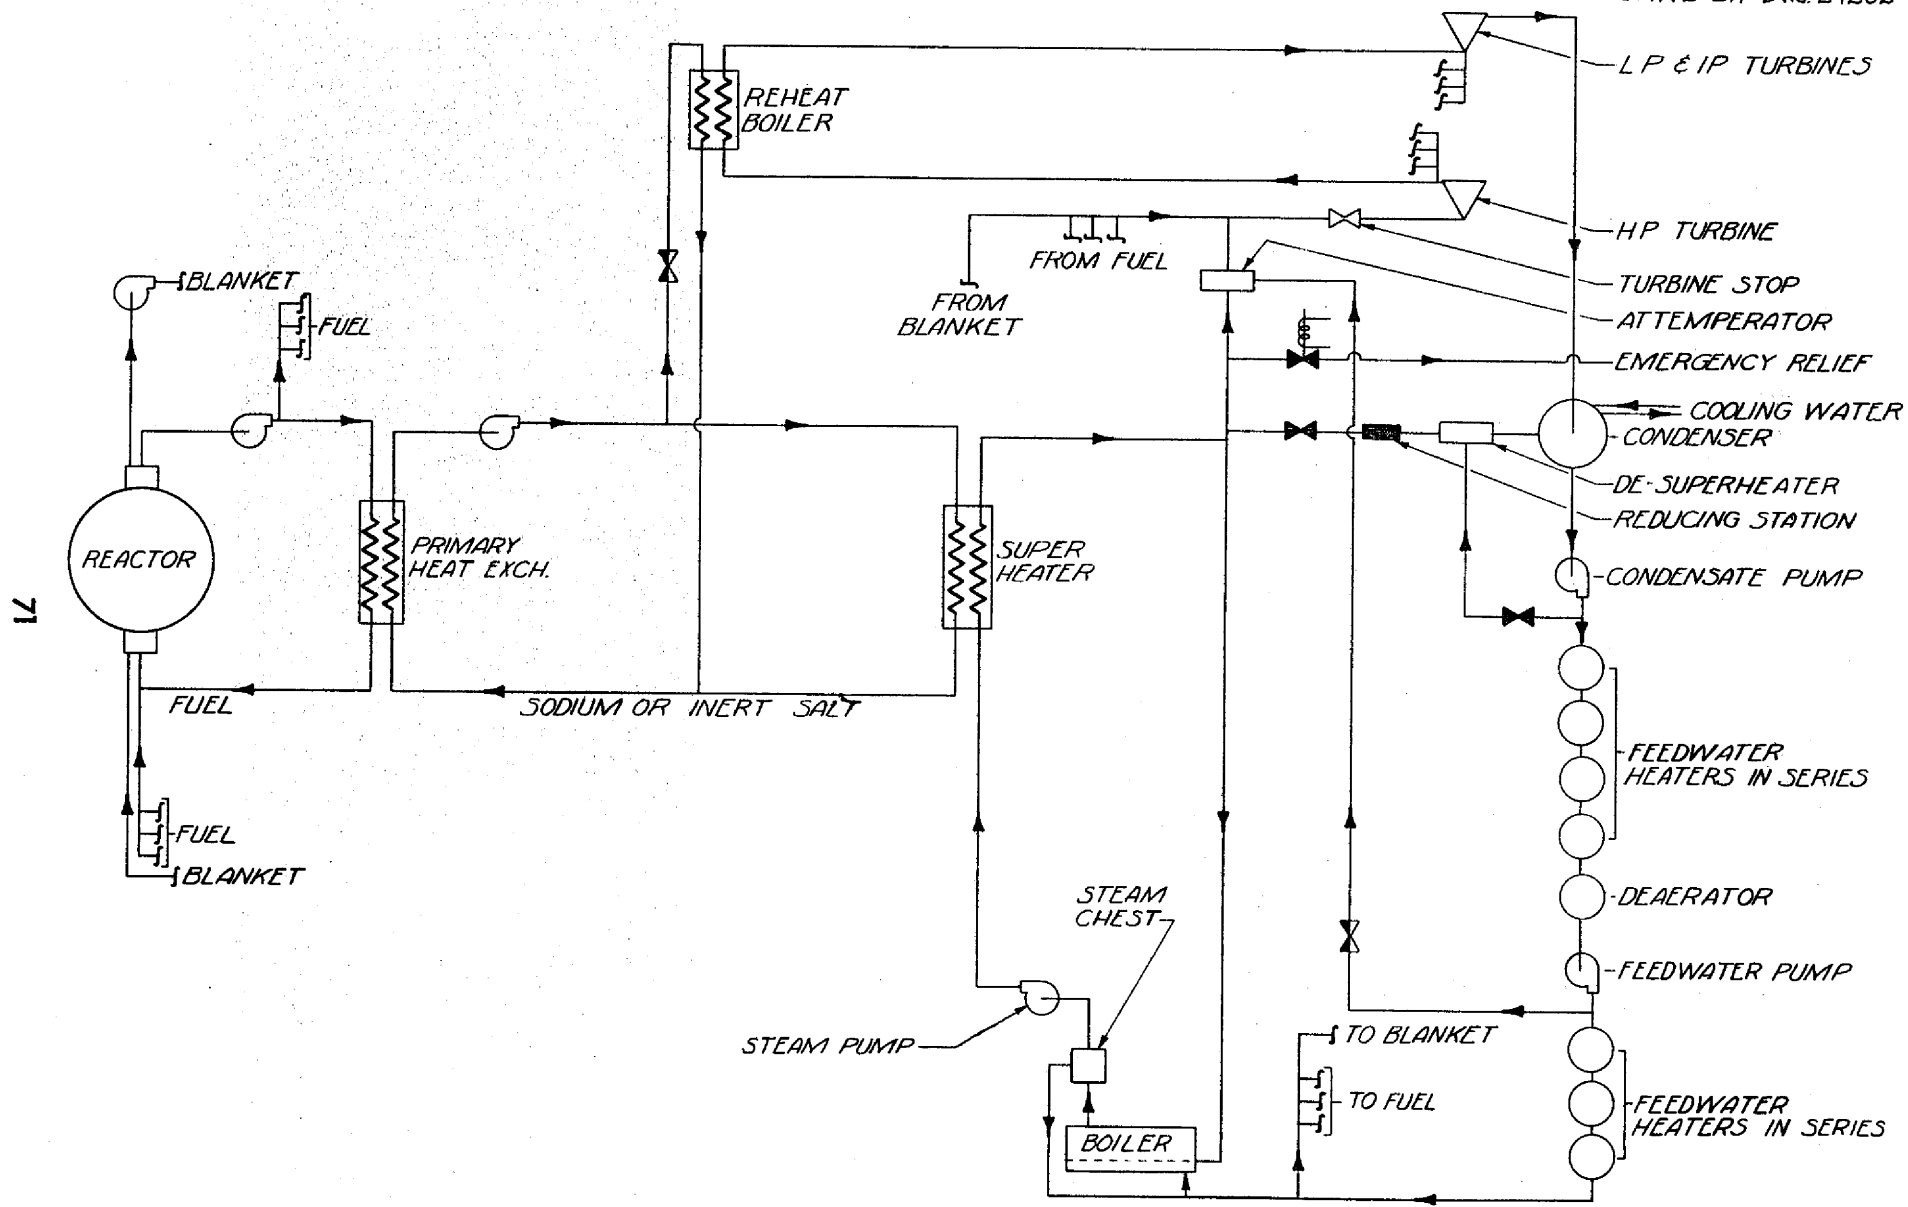 LP & IP TURBINES
REHEAT
BOILER
HP TURBINE
FROM FUEL
BLANKET
TURBINE STOP
FROM
BLANKET
FUEL
ATTEMPERATOR
EMERGENCY RELIEF
COOLING WATER
CONDENSER
DE-SUPERHEATER
REDUCING STATION
REACTOR
PRIMARY
HEAT EXCH.
SUPER
HEATER
CONDENSATE PUMP
71
FUEL
SODIUM OR INERT SALT
FEEDWATER
HEATERS IN SERIES
FUEL
BLANKET
STEAM
CHEST
DEAERATOR
FEEDWATER PUMP
STEAM PUMP
TO BLANKET
TO FUEL
FEEDWATER
HEATERS IN SERIES
BOILER